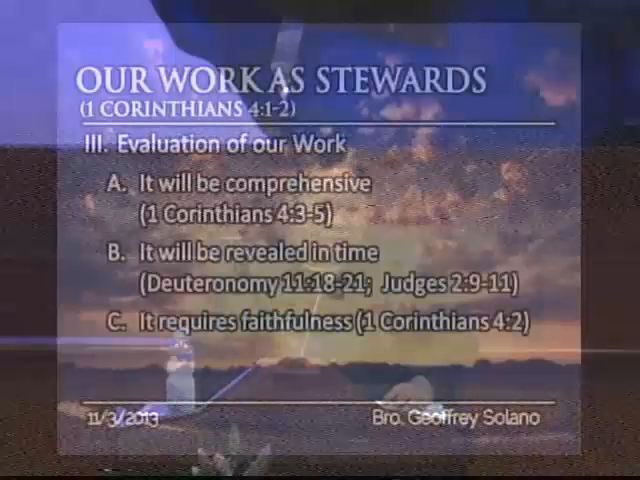 OUR WORK AS STEWARDS
(1 CORINTHIANS 4:1-2)
III. Evaluation of our Work
A. It will be comprehensive
(1 Corinthians 4:3-5)
B. It will be revealed in time
(Deuteronomy 11:18-21; Judges 2:9-11)
C. It requires faithfulness (1 Corinthians 4:2)
11/3/2013 Bro. Geoffrey Solano